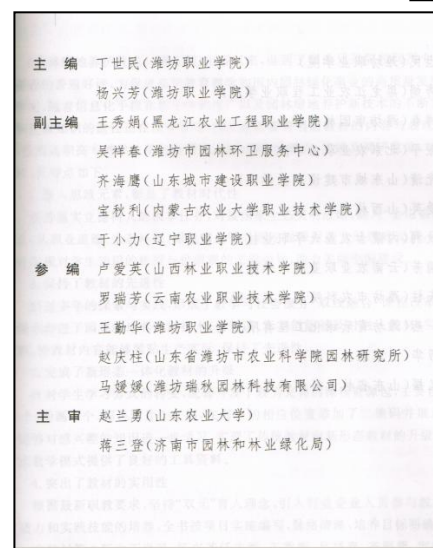 主　编　丁世民(潍坊职业学院)
杨兴芳(潍坊职业学院)
副主编　王秀娟(黑龙江农业工程职业学院)
吴祥春(潍坊市园林环卫服务中心)
齐海鹰(山东城市建设职业学院)
宝秋利(内蒙古农业大学职业技术学院)
于小力(辽宁职业学院)
参　编　卢爱英(山西林业职业技术学院)
罗瑞芳(云南农业职业技术学院)
王勤华(潍坊职业学院)
赵庆柱(山东省潍坊市农业科学院园林研究所)
马媛媛(潍坊瑞秋园林科技有限公司)
主　审　赵兰勇(山东农业大学)
蒋三登(济南市园林和林业绿化局)